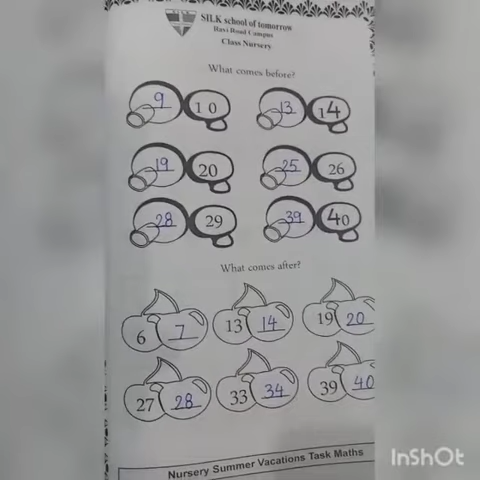 SILK school of tomorrow
Ravi Road Campus
Class Nursery
What comes before?
9 10 13 14
19 20 25 26
28 29 39 40
What comes after?
6 7 13 14 19 20
27 28 33 34 39 40
Nursery Summer Vacations Task Maths
InShOt